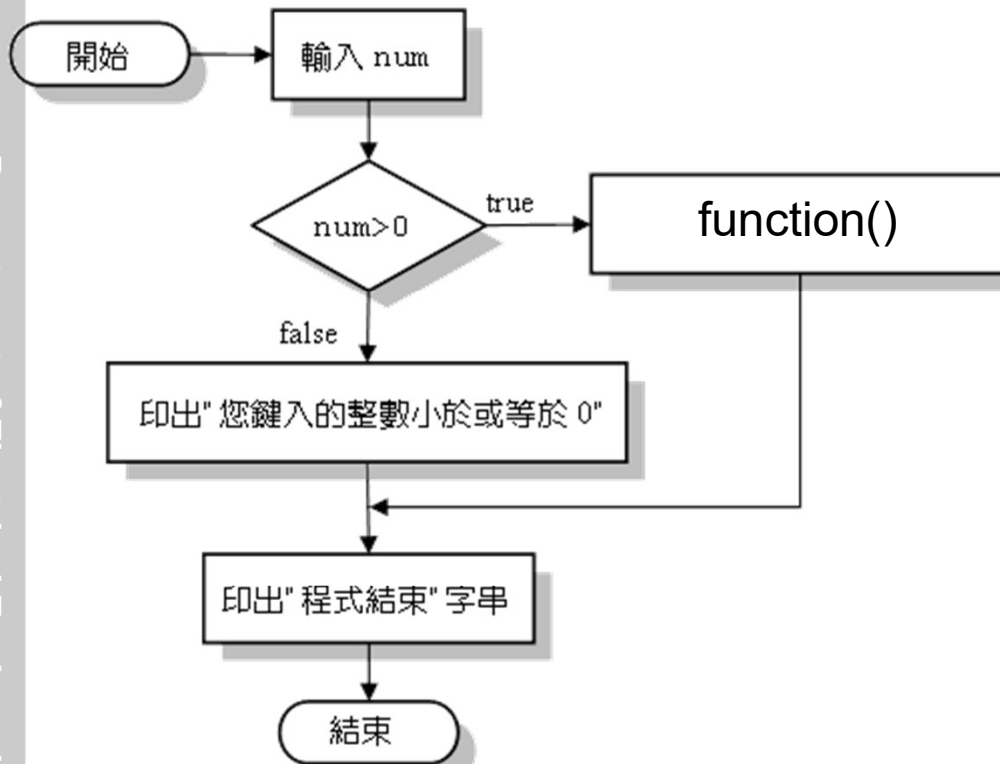 開始
輸入 num
num>0
true
function()
false
印出"您鍵入的整數小於或等於 0"
印出"程式結束"字串
結束